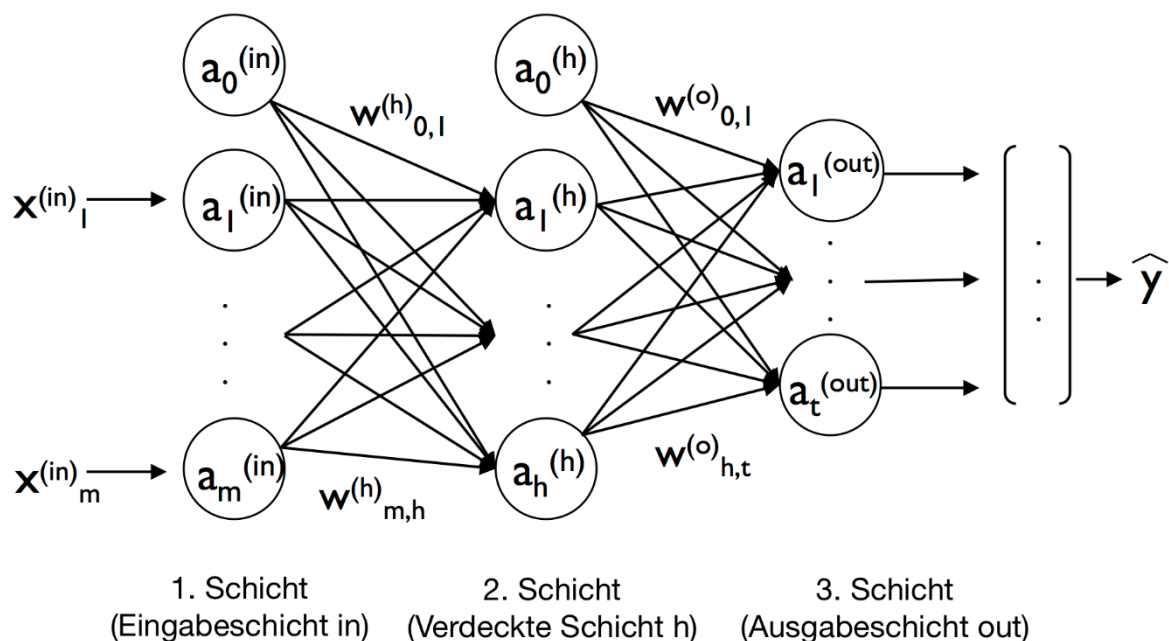 a₀⁽ⁱⁿ⁾ a₀⁽ʰ⁾
w⁽ʰ⁾₀,₁ w⁽ᵒ⁾₀,₁
x⁽ⁱⁿ⁾₁ a₁⁽ⁱⁿ⁾ a₁⁽ʰ⁾ a₁⁽ᵒᵘᵗ⁾
ŷ
x⁽ⁱⁿ⁾ₘ aₘ⁽ⁱⁿ⁾ aₕ⁽ʰ⁾ aₜ⁽ᵒᵘᵗ⁾
w⁽ʰ⁾ₘ,ₕ w⁽ᵒ⁾ₕ,ₜ
1. Schicht 2. Schicht 3. Schicht
(Eingabeschicht in) (Verdeckte Schicht h) (Ausgabeschicht out)